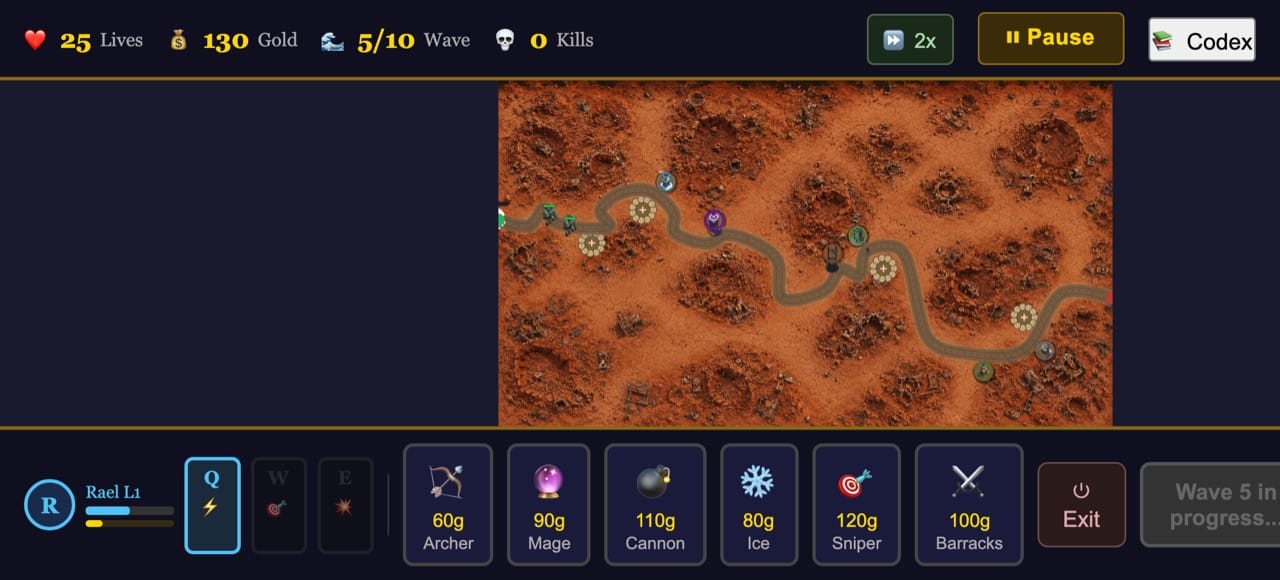 25 Lives 130 Gold 5/10 Wave 0 Kills 2x Pause Codex
R Rael L1 Q W E
60g Archer
90g Mage
110g Cannon
80g Ice
120g Sniper
100g Barracks
Exit
Wave 5 in
progress...